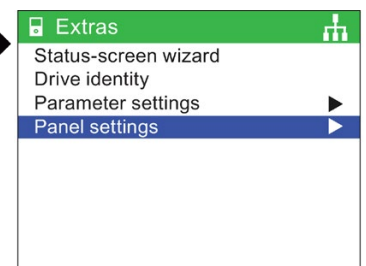 Extras
Status-screen wizard
Drive identity
Parameter settings
Panel settings